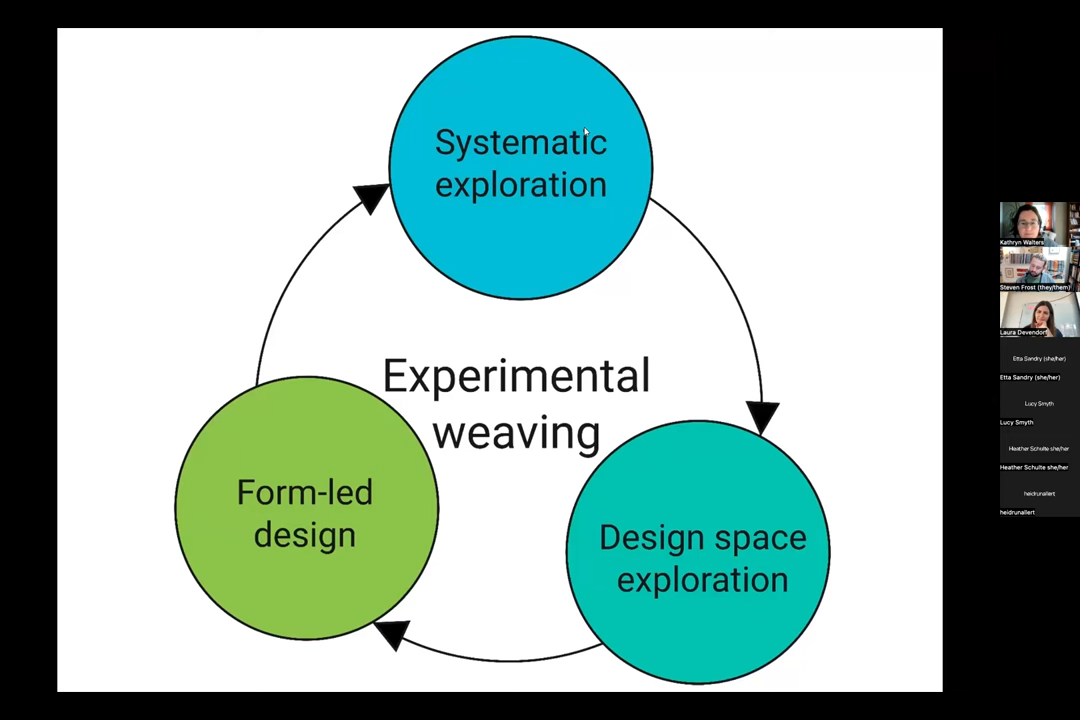 Systematic
exploration
Experimental
weaving
Form-led
design
Design space
exploration
Kathryn Walters
Steven Frost (they/them)
Laura Devendorf
Etta Sandry (she/her)
Etta Sandry (she/her)
Lucy Smyth
Lucy Smyth
Heather Schulte she/her
Heather Schulte she/her
heidrunallert
heidrunallert